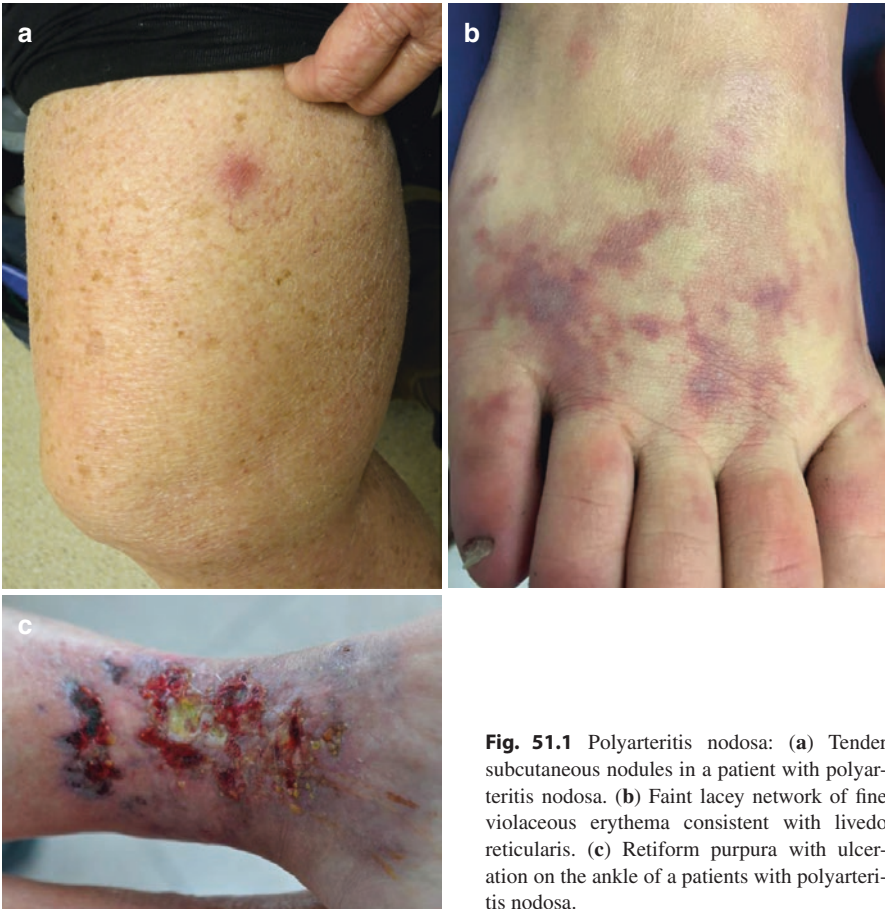 a
b
c
Fig. 51.1 Polyarteritis nodosa: (a) Tender
subcutaneous nodules in a patient with polyar-
teritis nodosa. (b) Faint lacey network of fine
violaceous erythema consistent with livedo
reticularis. (c) Retiform purpura with ulcer-
ation on the ankle of a patients with polyarteri-
tis nodosa.